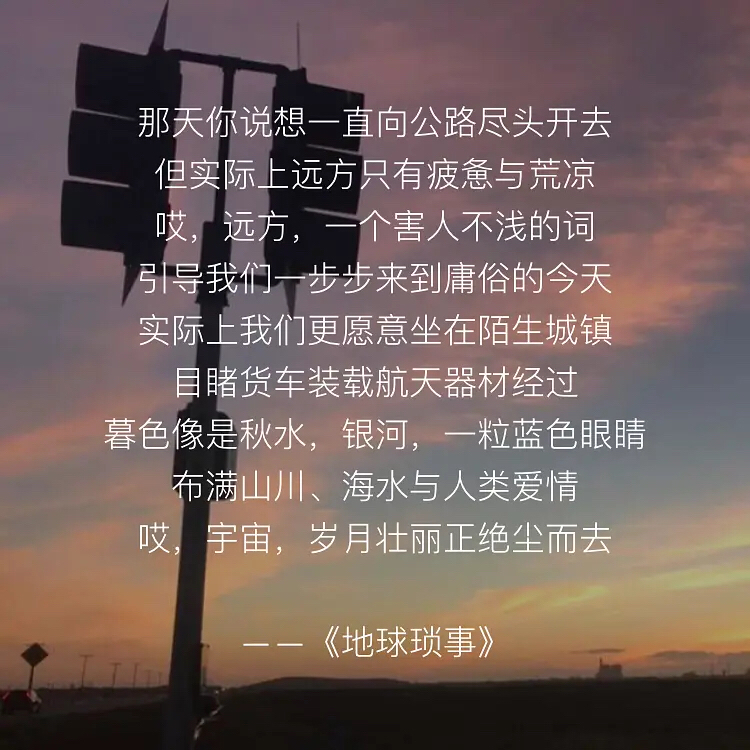 那天你说想一直向公路尽头开去
但实际上远方只有疲惫与荒凉
哎，远方，一个害人不浅的词
引导我们一步步来到庸俗的今天
实际上我们更愿意坐在陌生城镇
目睹货车装载航天器材经过
暮色像是秋水，银河，一粒蓝色眼睛
布满山川、海水与人类爱情
哎，宇宙，岁月壮丽正绝尘而去
——《地球琐事》